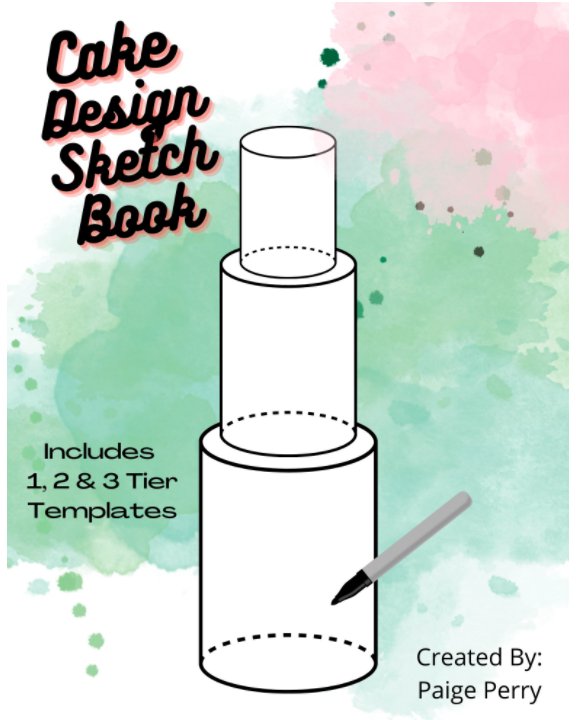 Cake
Design
Sketch
Book
Includes
1, 2 & 3 Tier
Templates
Created By:
Paige Perry